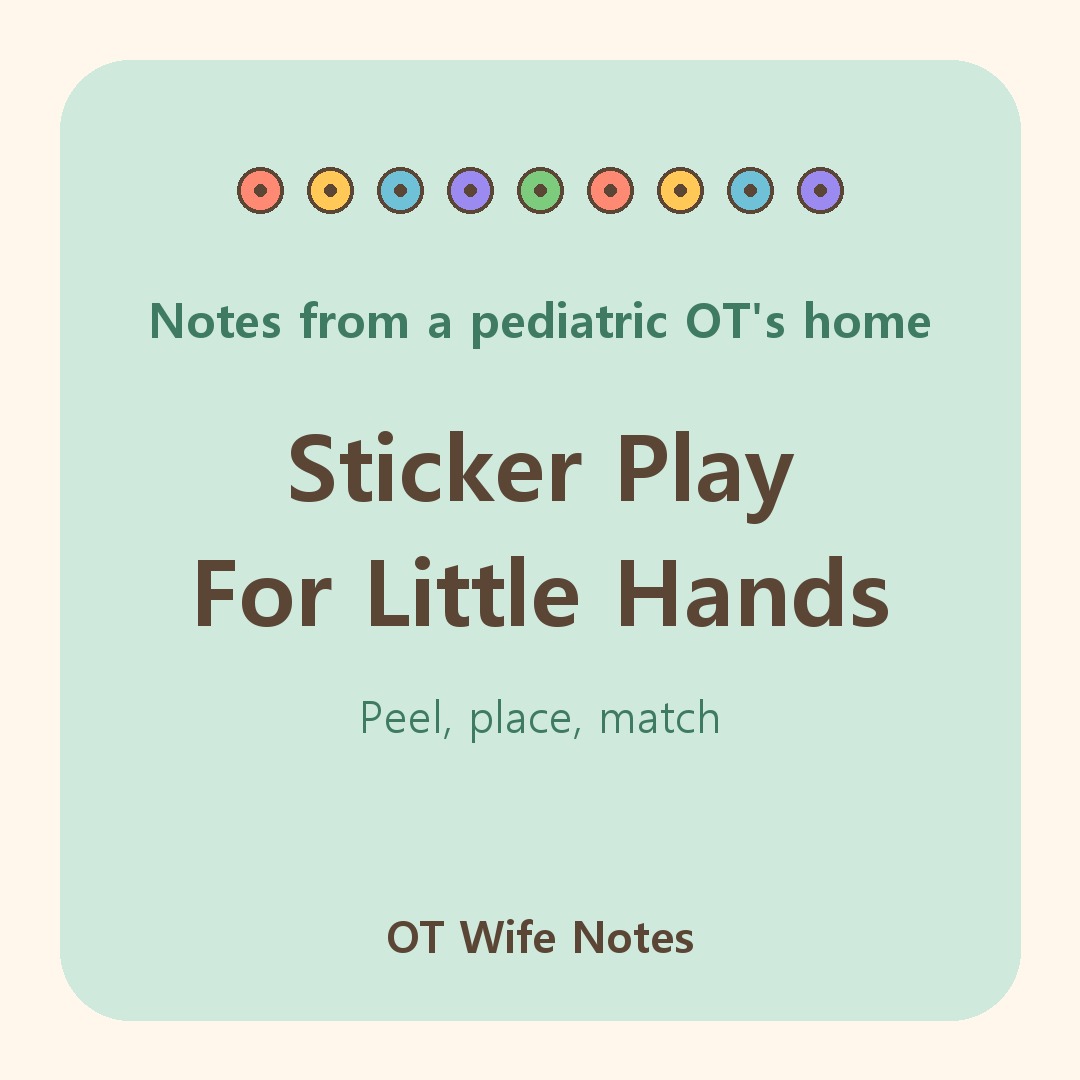 Notes from a pediatric OT's home
Sticker Play
For Little Hands
Peel, place, match
OT Wife Notes